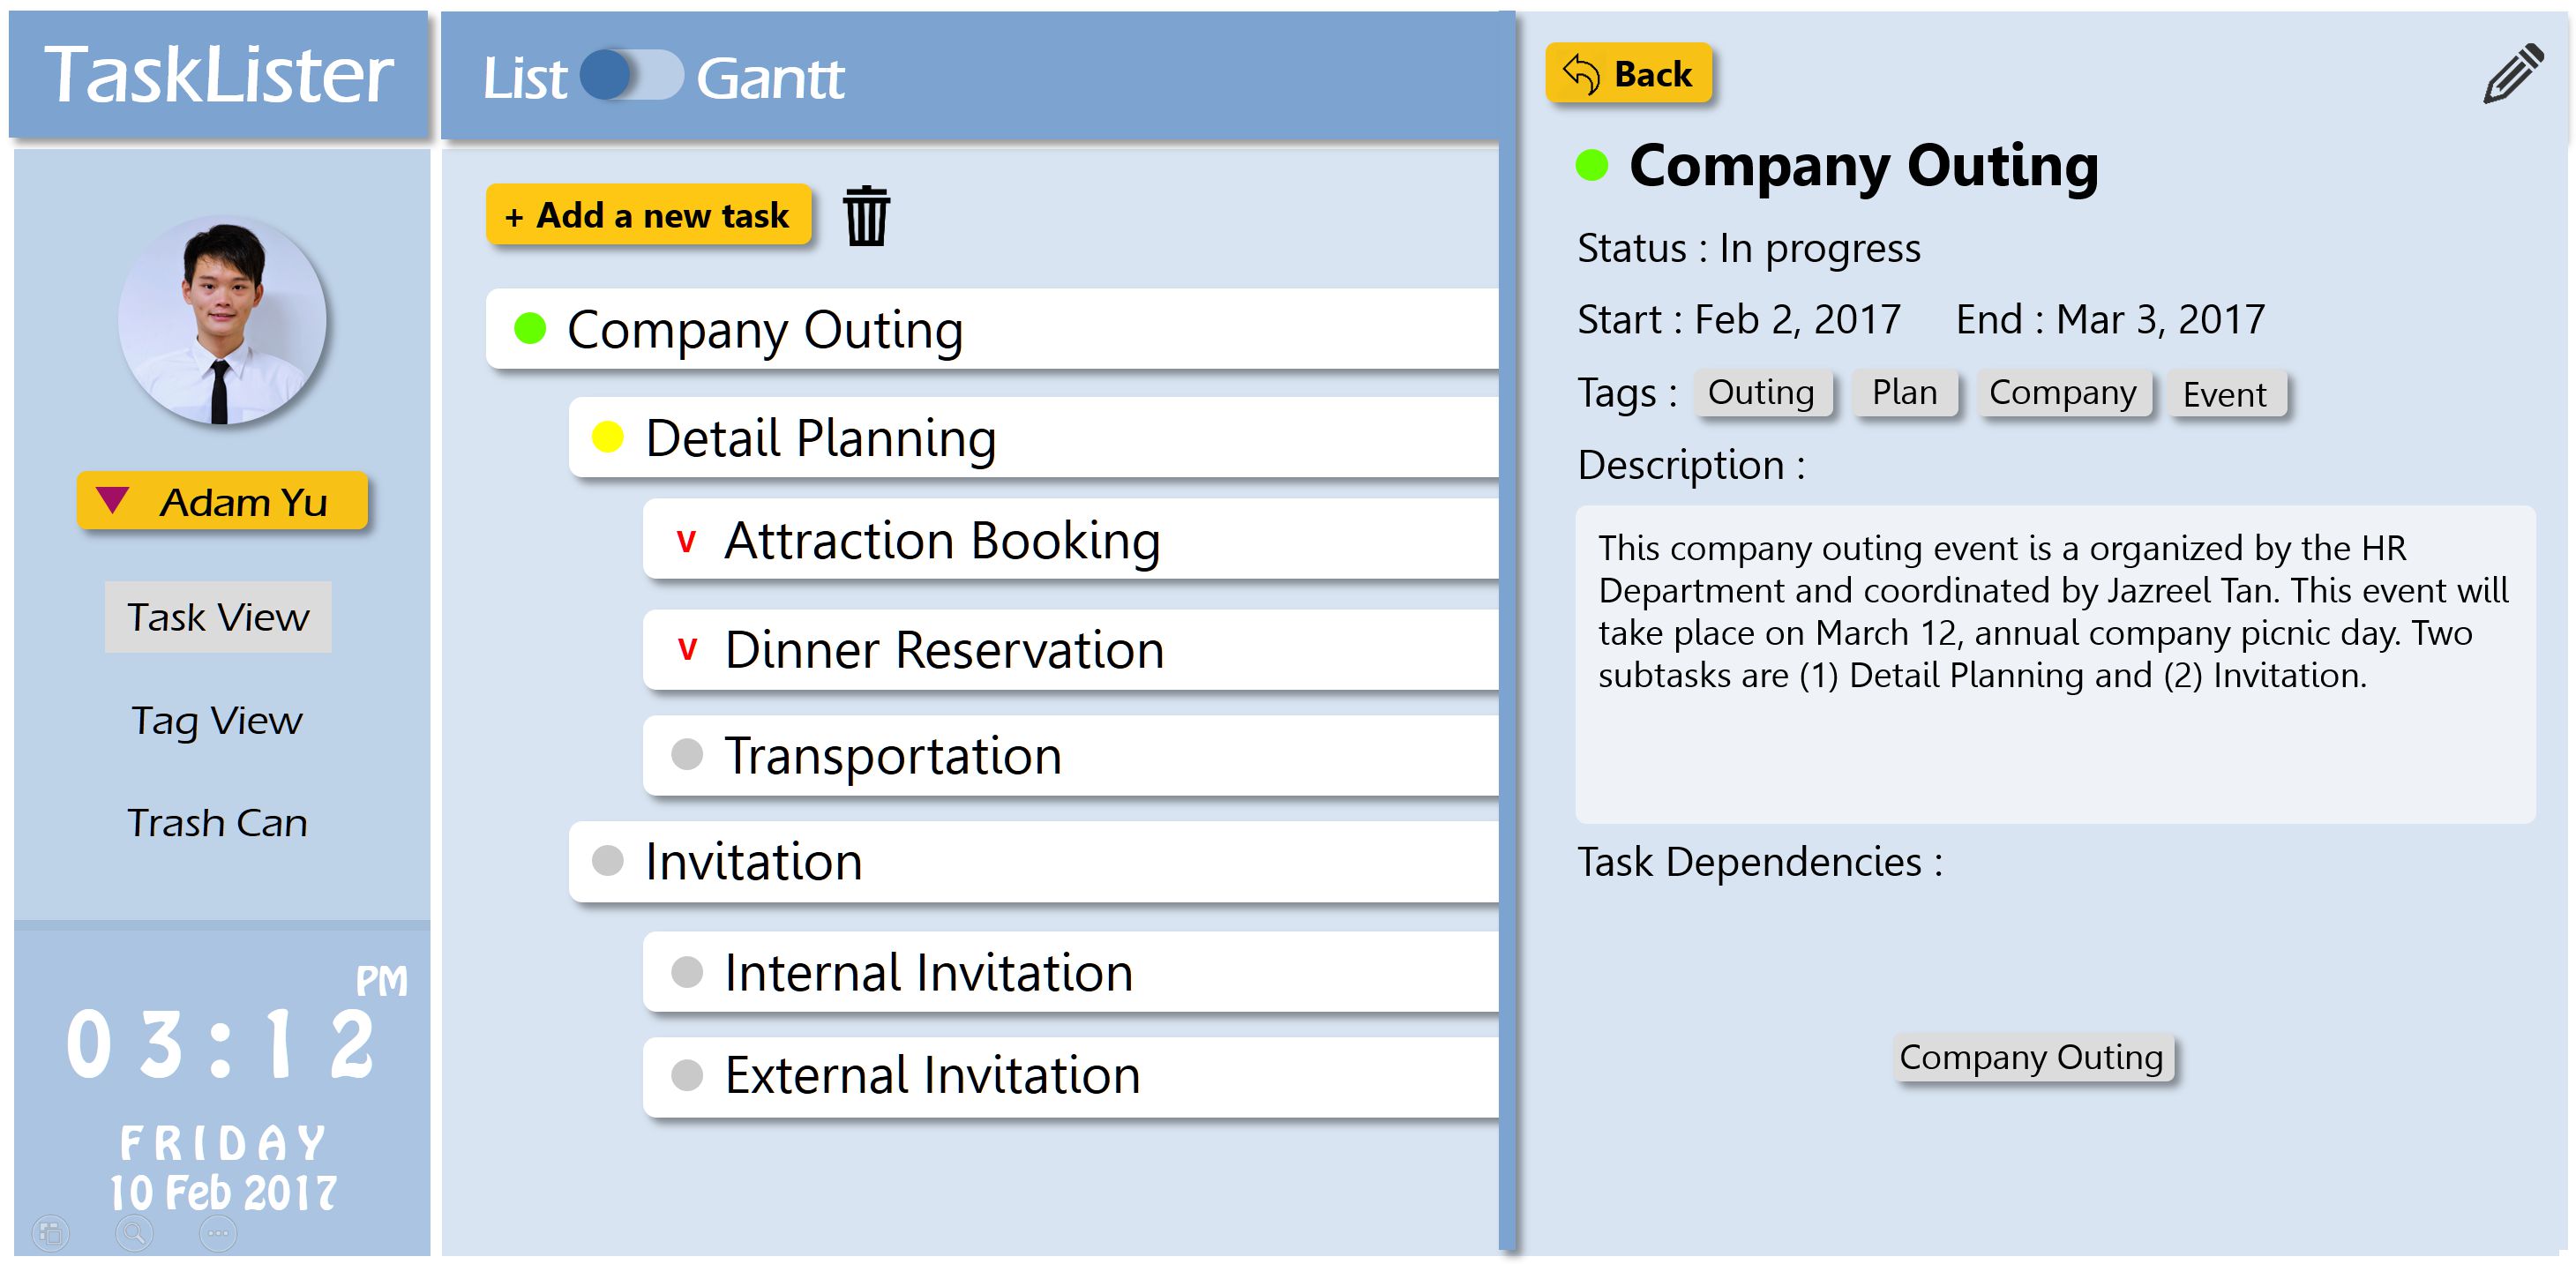 TaskLister
List Gantt
+ Add a new task
Adam Yu
Task View
Tag View
Trash Can
PM
03:12
FRIDAY
10 Feb 2017
Company Outing
Detail Planning
v Attraction Booking
v Dinner Reservation
Transportation
Invitation
Internal Invitation
External Invitation
Back
Company Outing
Status : In progress
Start : Feb 2, 2017 End : Mar 3, 2017
Tags : Outing Plan Company Event
Description :
This company outing event is a organized by the HR
Department and coordinated by Jazreel Tan. This event will
take place on March 12, annual company picnic day. Two
subtasks are (1) Detail Planning and (2) Invitation.
Task Dependencies :
Company Outing